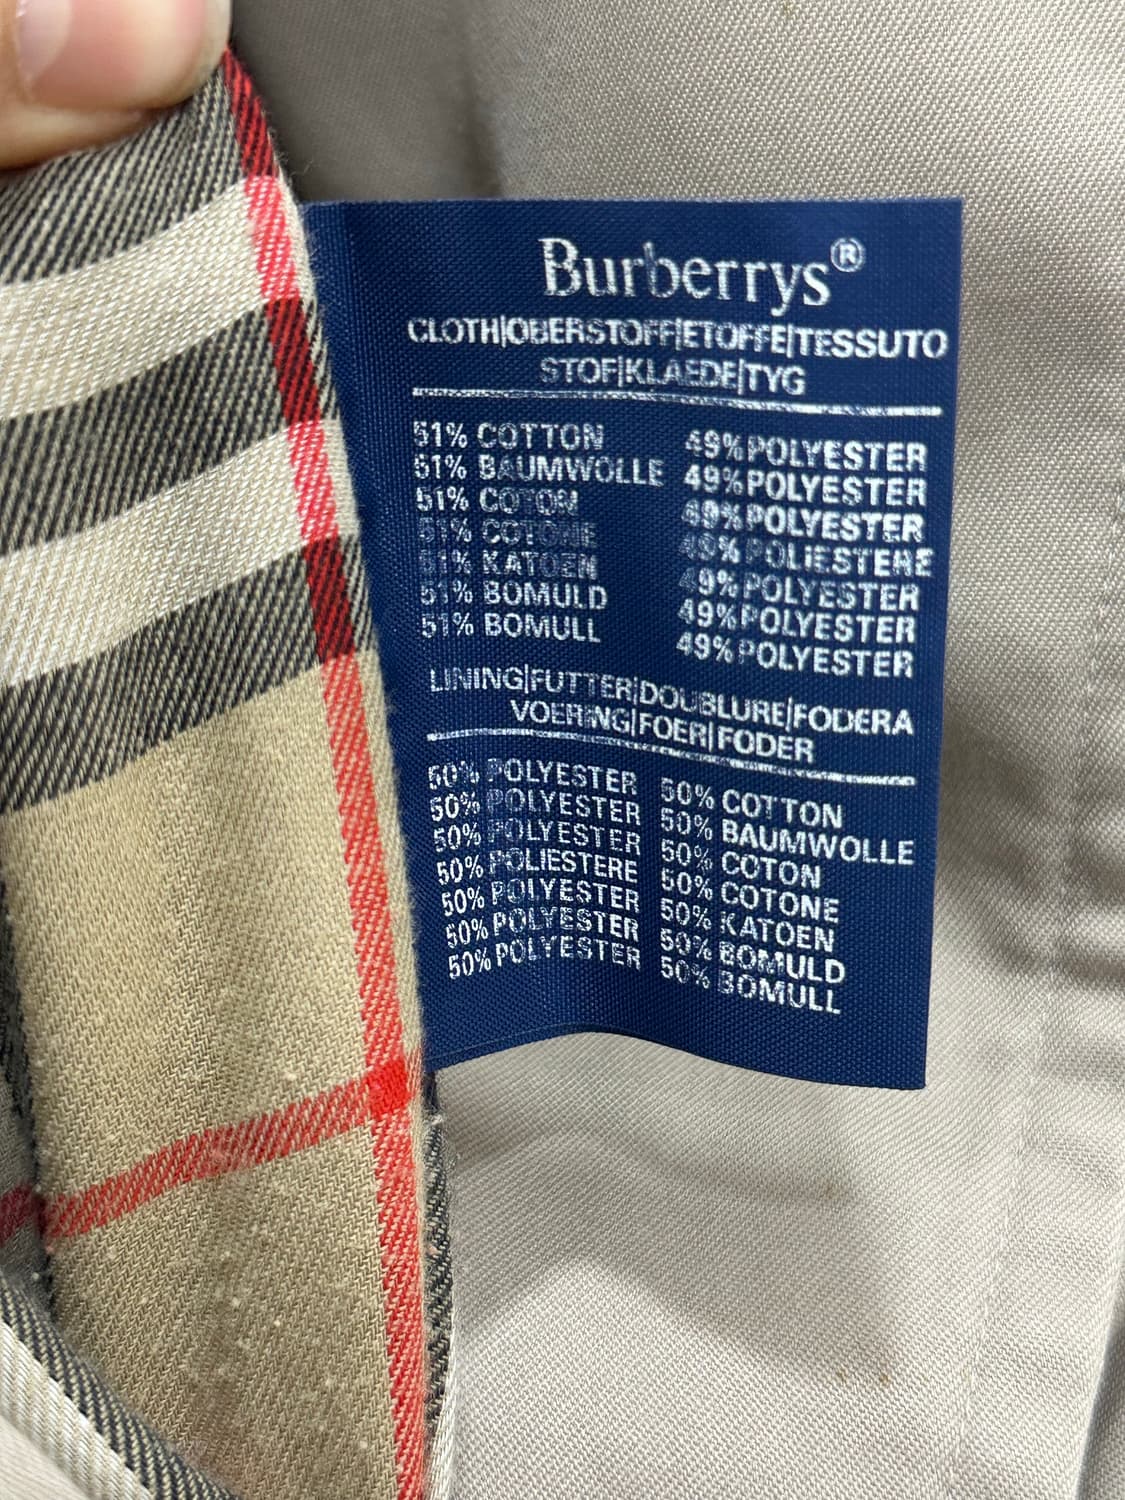 Burberrys®
CLOTH|OBERSTOFF|ETOFFE|TESSUTO
STOF|KLAEDE|TYG
51% COTTON 49% POLYESTER
51% BAUMWOLLE 49% POLYESTER
51% COTON 49% POLYESTER
51% COTONE 49% POLIESTERE
51% KATOEN 49% POLYESTER
51% BOMULD 49% POLYESTER
51% BOMULL 49% POLYESTER
LINING|FUTTER|DOUBLURE|FODERA
VOERING|FOER|FODER
50% POLYESTER 50% COTTON
50% POLYESTER 50% BAUMWOLLE
50% POLYESTER 50% COTON
50% POLIESTERE 50% COTONE
50% POLYESTER 50% KATOEN
50% POLYESTER 50% BOMULD
50% POLYESTER 50% BOMULL